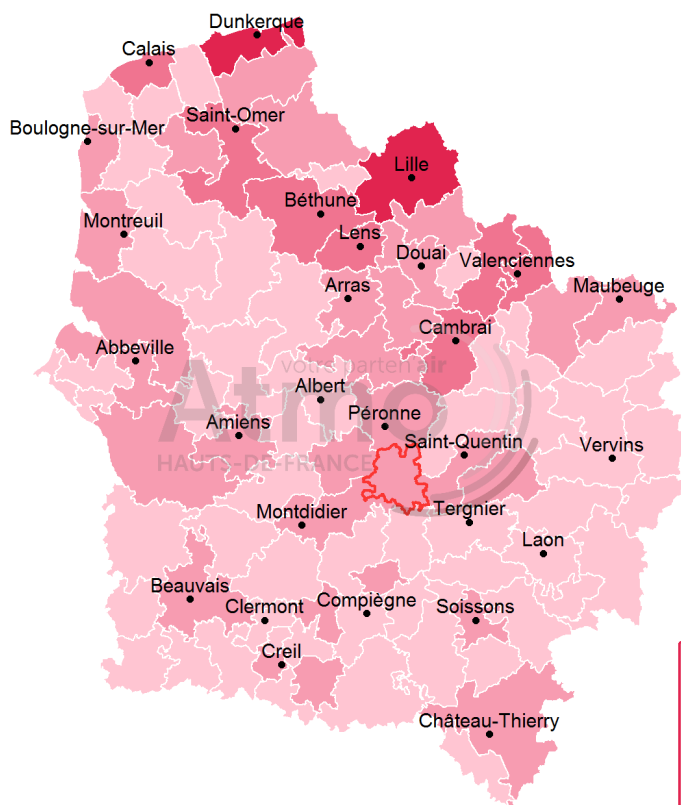 Dunkerque
Calais
Saint-Omer
Boulogne-sur-Mer
Lille
Béthune
Montreuil
Lens
Douai
Valenciennes
Arras
Maubeuge
Cambrai
Abbeville
votre parten'air
Atmo
Albert
Péronne
Amiens
Saint-Quentin
Vervins
HAUTS-DE-FRANCE
Montdidier
Tergnier
Laon
Beauvais
Clermont
Compiègne
Soissons
Creil
Château-Thierry